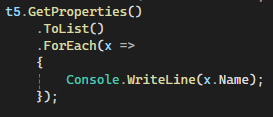 t5.GetProperties()
.ToList()
.ForEach(x =>
{
Console.WriteLine(x.Name);
});